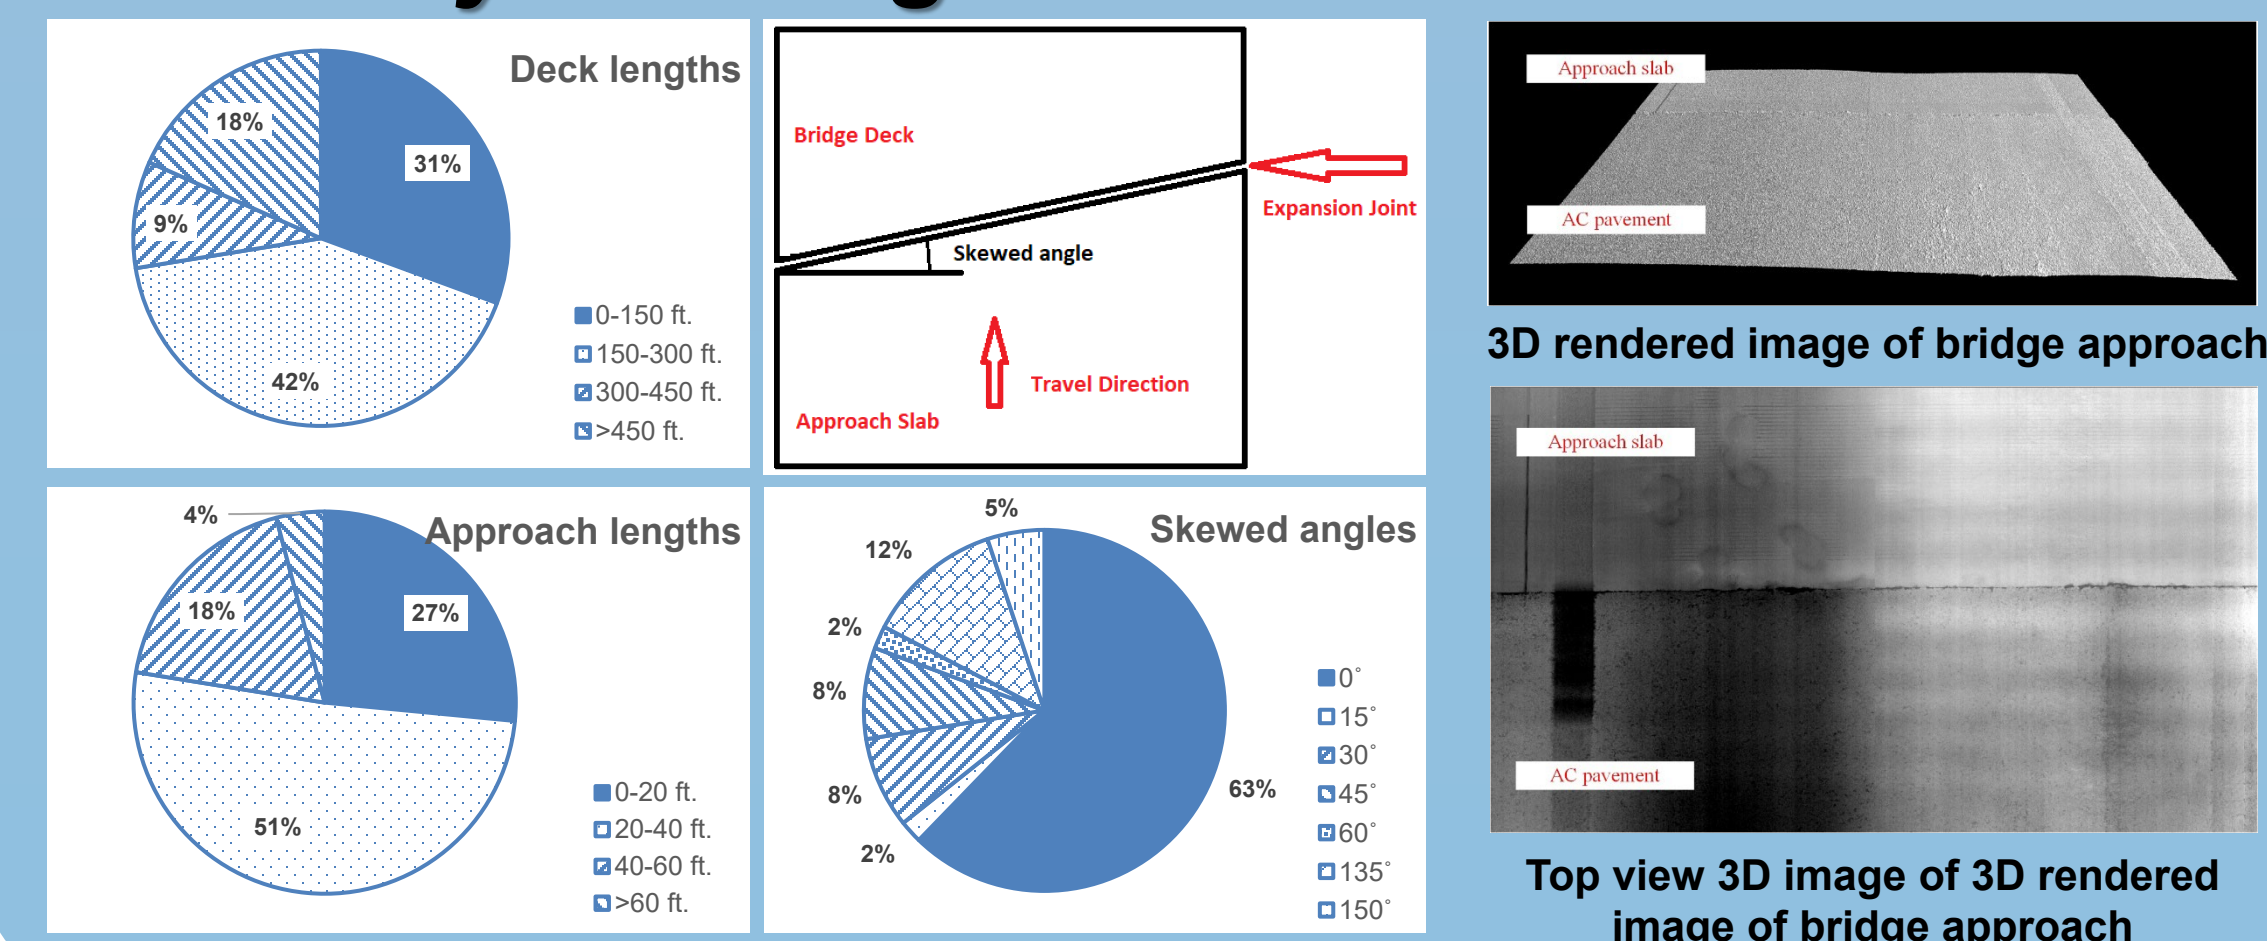 Deck lengths
18%
31%
9%
42%
0-150 ft.
150-300 ft.
300-450 ft.
>450 ft.
Bridge Deck
Expansion Joint
Skewed angle
Travel Direction
Approach Slab
Approach slab
AC pavement
3D rendered image of bridge approach
Approach lengths
4%
27%
18%
51%
0-20 ft.
20-40 ft.
40-60 ft.
>60 ft.
Skewed angles
5%
12%
2%
8%
8%
2%
63%
0°
15°
30°
45°
60°
135°
150°
Approach slab
AC pavement
Top view 3D image of 3D rendered
image of bridge approach